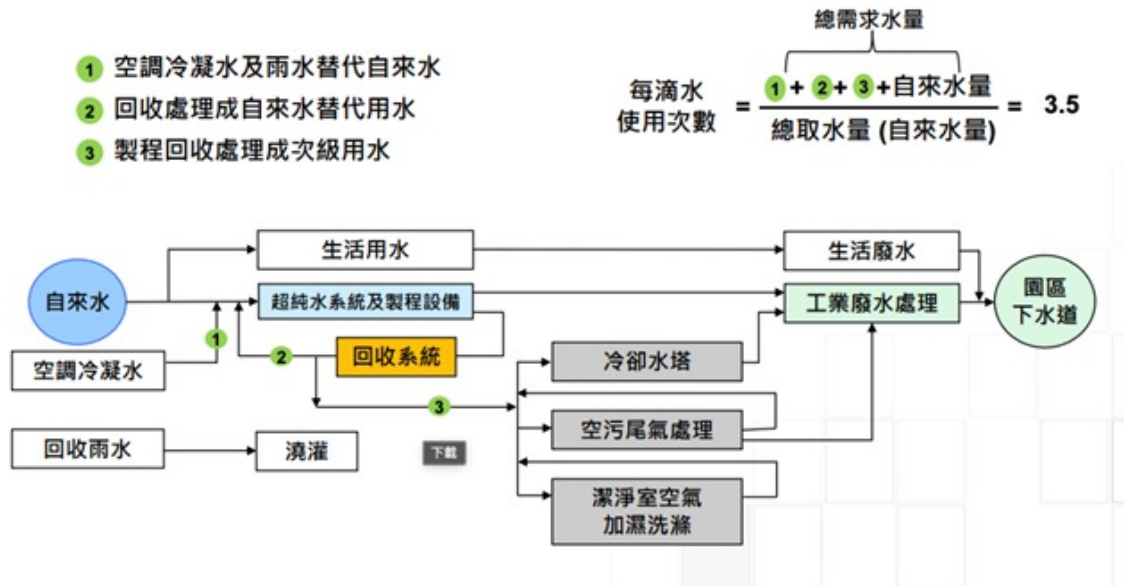 1 空調冷凝水及雨水替代自來水
2 回收處理成自來水替代用水
3 製程回收處理成次級用水
總需求水量
每滴水
使用次數
= 1 + 2 + 3 + 自來水量
總取水量 (自來水量)
= 3.5
生活用水
生活廢水
自來水
超純水系統及製程設備
工業廢水處理
園區
下水道
1
2
回收系統
空調冷凝水
冷卻水塔
3
空污尾氣處理
回收雨水
澆灌
下載
潔淨室空氣
加濕洗滌